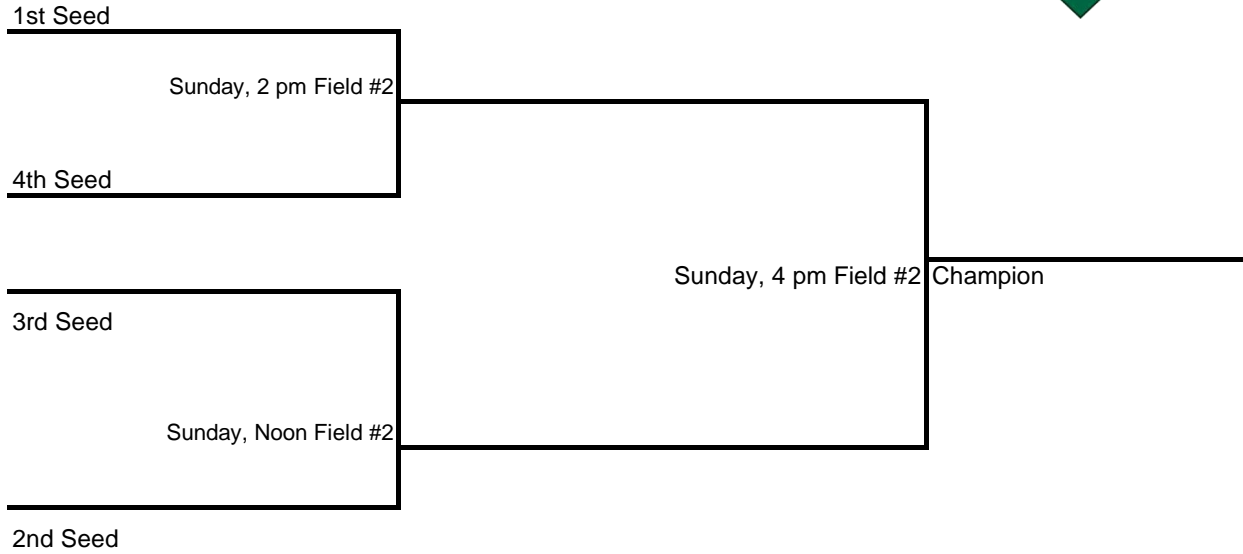 1st Seed
Sunday, 2 pm Field #2
4th Seed
Sunday, 4 pm Field #2 Champion
3rd Seed
Sunday, Noon Field #2
2nd Seed